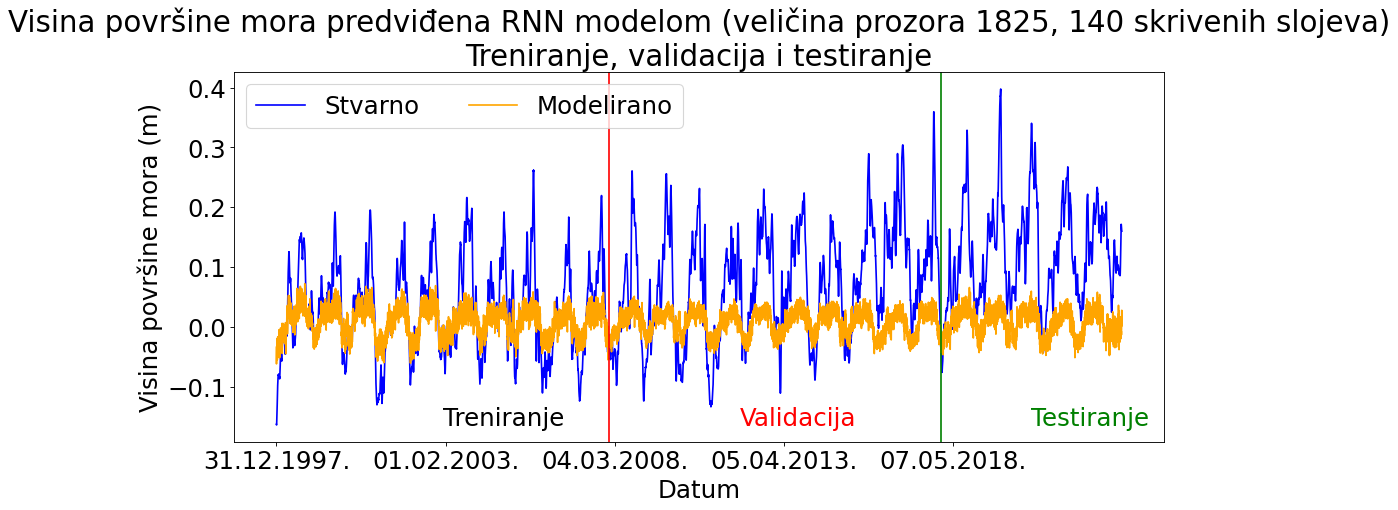 Visina površine mora predviđena RNN modelom (veličina prozora 1825, 140 skrivenih slojeva)
Treniranje, validacija i testiranje
Stvarno
Modelirano
Visina površine mora (m)
0.4
0.3
0.2
0.1
0.0
−0.1
Treniranje
Validacija
Testiranje
31.12.1997.
01.02.2003.
04.03.2008.
05.04.2013.
07.05.2018.
Datum